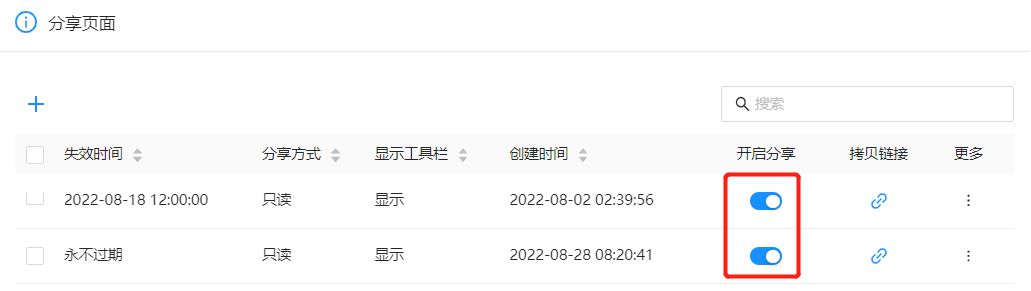 分享页面
搜索
失效时间 分享方式 显示工具栏 创建时间 开启分享 拷贝链接 更多
2022-08-18 12:00:00 只读 显示 2022-08-02 02:39:56
永不过期 只读 显示 2022-08-28 08:20:41